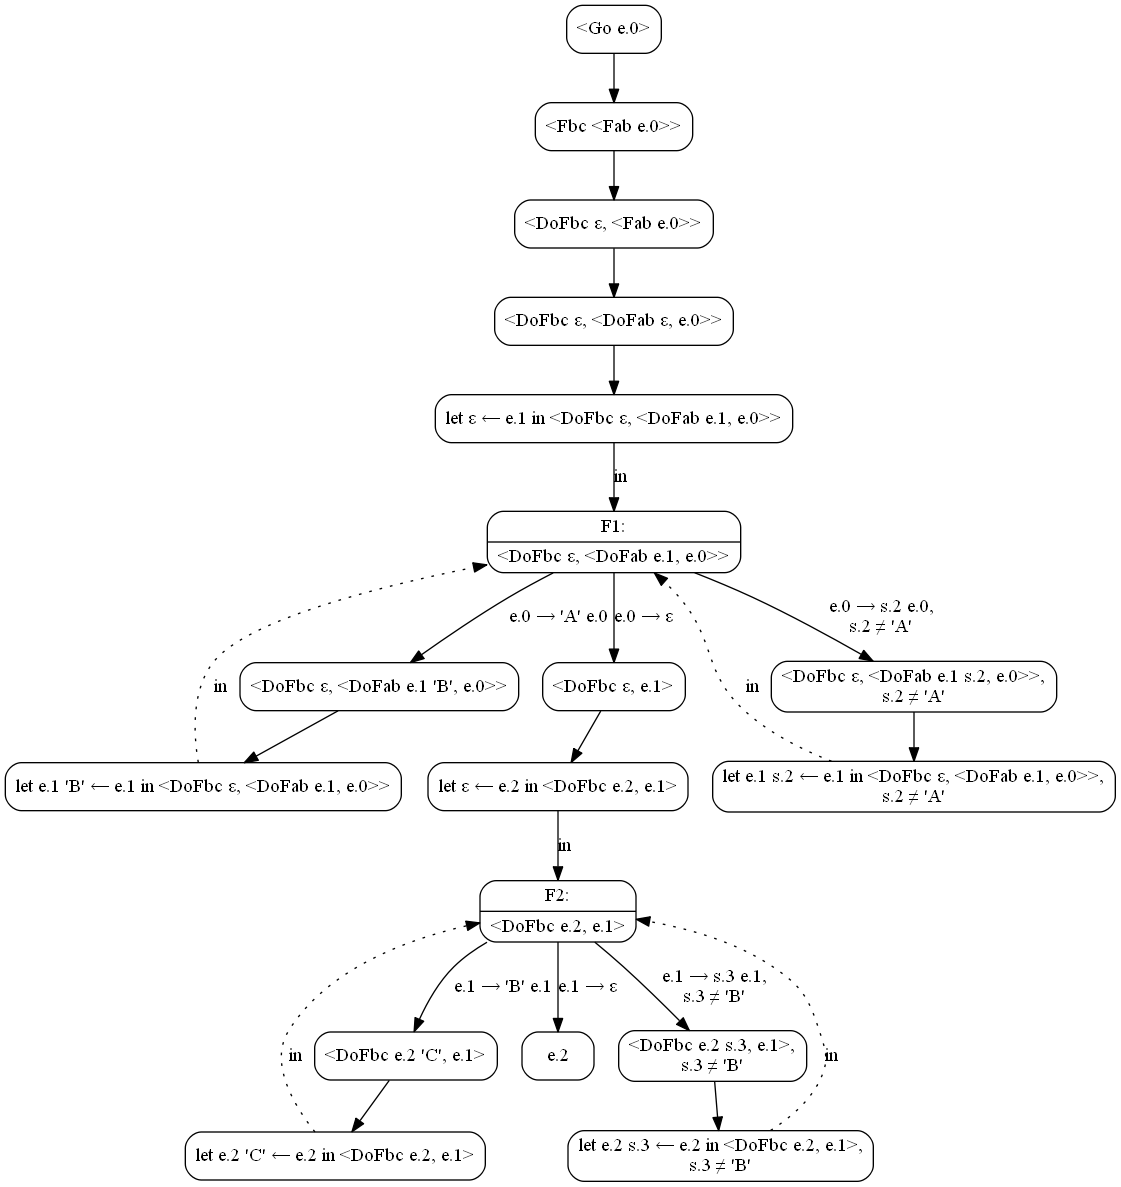 <Go e.0>
<Fbc <Fab e.0>>
<DoFbc ε, <Fab e.0>>
<DoFbc ε, <DoFab ε, e.0>>
let ε ← e.1 in <DoFbc ε, <DoFab e.1, e.0>>
in
F1:
<DoFbc ε, <DoFab e.1, e.0>>
e.0 → 'A' e.0
e.0 → ε
e.0 → s.2 e.0,
s.2 ≠ 'A'
in
<DoFbc ε, <DoFab e.1 'B', e.0>>
<DoFbc ε, e.1>
in
<DoFbc ε, <DoFab e.1 s.2, e.0>>,
s.2 ≠ 'A'
let e.1 'B' ← e.1 in <DoFbc ε, <DoFab e.1, e.0>>
let ε ← e.2 in <DoFbc e.2, e.1>
let e.1 s.2 ← e.1 in <DoFbc ε, <DoFab e.1, e.0>>,
s.2 ≠ 'A'
in
F2:
<DoFbc e.2, e.1>
e.1 → 'B' e.1
e.1 → ε
e.1 → s.3 e.1,
s.3 ≠ 'B'
in
<DoFbc e.2 'C', e.1>
e.2
<DoFbc e.2 s.3, e.1>,
s.3 ≠ 'B'
in
let e.2 'C' ← e.2 in <DoFbc e.2, e.1>
let e.2 s.3 ← e.2 in <DoFbc e.2, e.1>,
s.3 ≠ 'B'